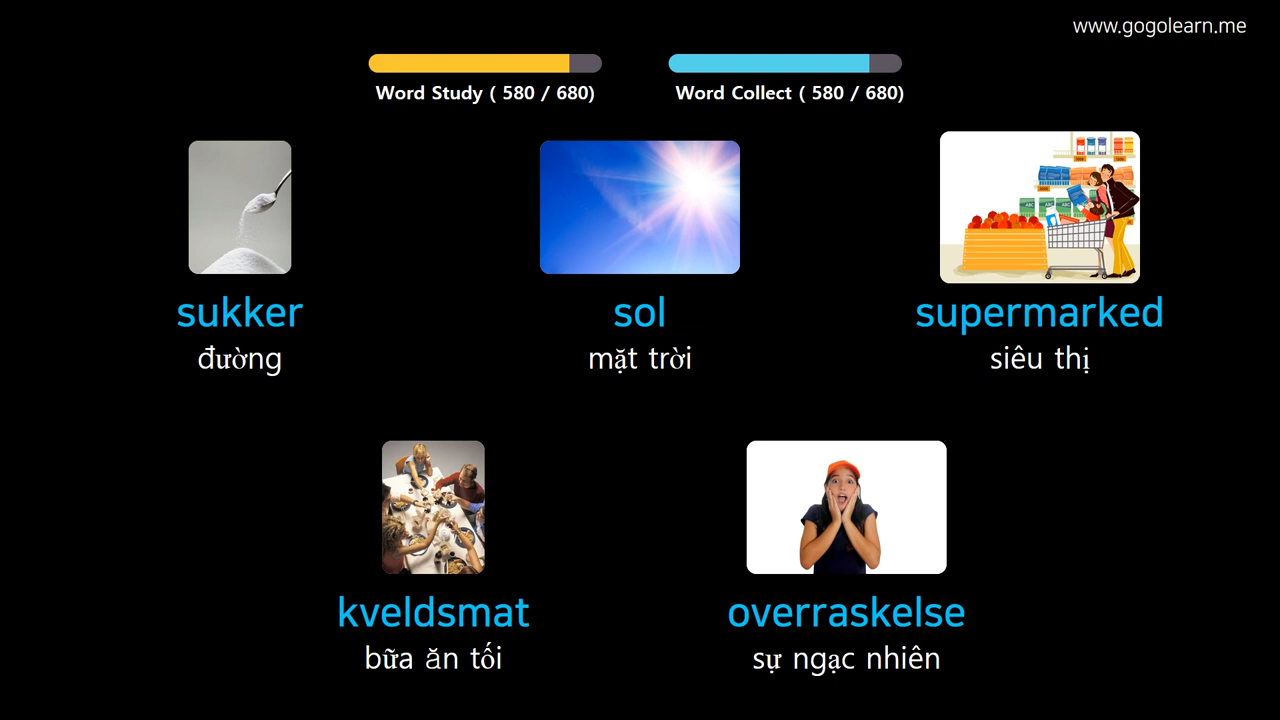 www.gogolearn.me
Word Study ( 580 / 680)
Word Collect ( 580 / 680)
sukker
đường
sol
mặt trời
supermarked
siêu thị
kveldsmat
bữa ăn tối
overraskelse
sự ngạc nhiên